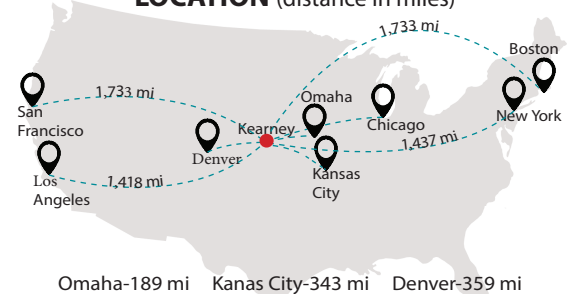 LOCATION (distance in miles)
1,733 mi
Boston
1,733 mi
Omaha
San
Francisco
Kearney
Chicago
New York
Denver
1,437 mi
Kansas
City
Los
Angeles
1,418 mi
Omaha-189 mi Kanas City-343 mi Denver-359 mi